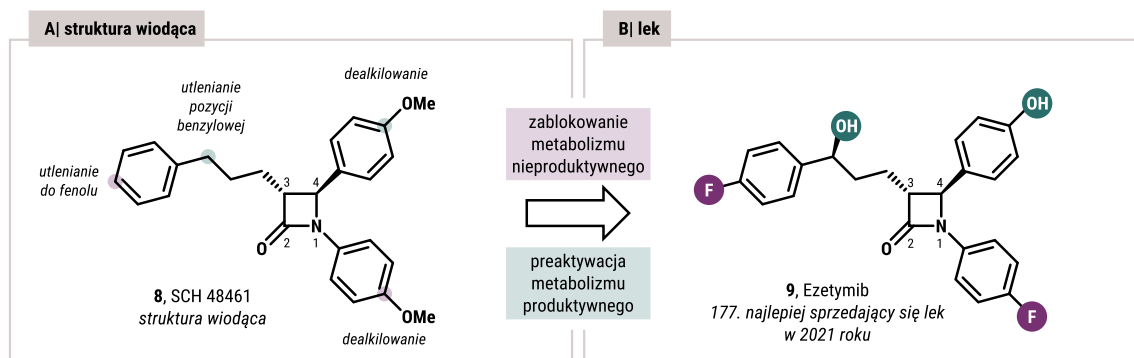 A| struktura wiodąca
utlenianie
do fenolu
utlenianie
pozycji
benzylowej
dealkilowanie
OMe
3
4
O
2
N
1
OMe
dealkilowanie
8, SCH 48461
struktura wiodąca
zablokowanie
metabolizmu
nieproduktywnego
preaktywacja
metabolizmu
produktywnego
B| lek
F
OH
OH
3
4
O
2
N
1
F
9, Ezetymib
177. najlepiej sprzedający się lek
w 2021 roku